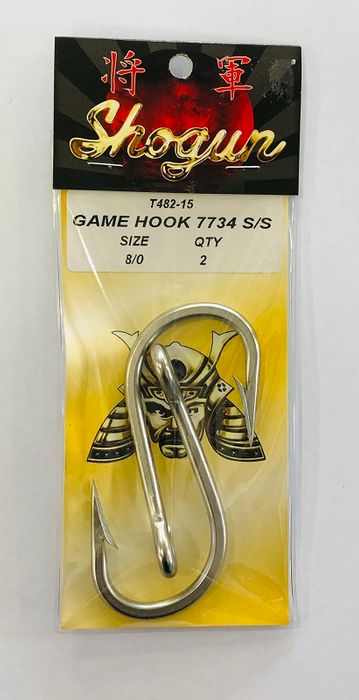 将 軍
Shogun
T482-15
GAME HOOK 7734 S/S
SIZE QTY
8/0 2